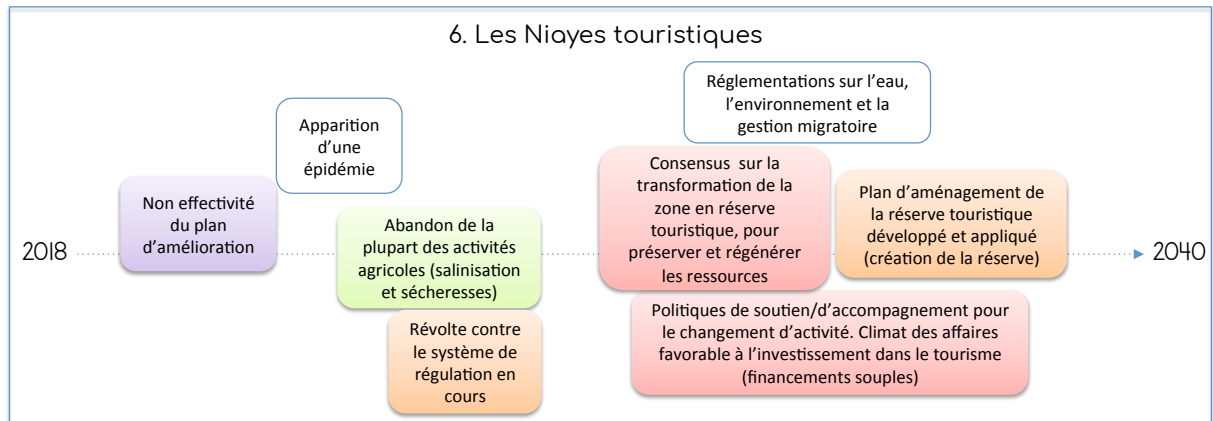 6. Les Niayes touristiques
2018
Non effectivité
du plan
d'amélioration
Apparition
d'une
épidémie
Abandon de la
plupart des activités
agricoles (salinisation
et sécheresses)
Révolte contre
le système de
régulation en
cours
Réglementations sur l'eau,
l'environnement et la
gestion migratoire
Consensus sur la
transformation de la
zone en réserve
touristique, pour
préserver et régénérer
les ressources
Politiques de soutien/d'accompagnement pour
le changement d'activité. Climat des affaires
favorable à l'investissement dans le tourisme
(financements souples)
Plan d'aménagement de
la réserve touristique
développé et appliqué
(création de la réserve)
2040